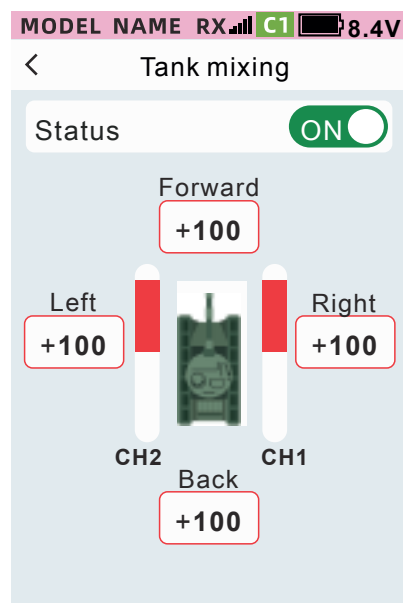 MODEL NAME RX C1 8.4V
< Tank mixing
Status ON
Forward
+100
Left Right
+100 +100
CH2 CH1
Back
+100